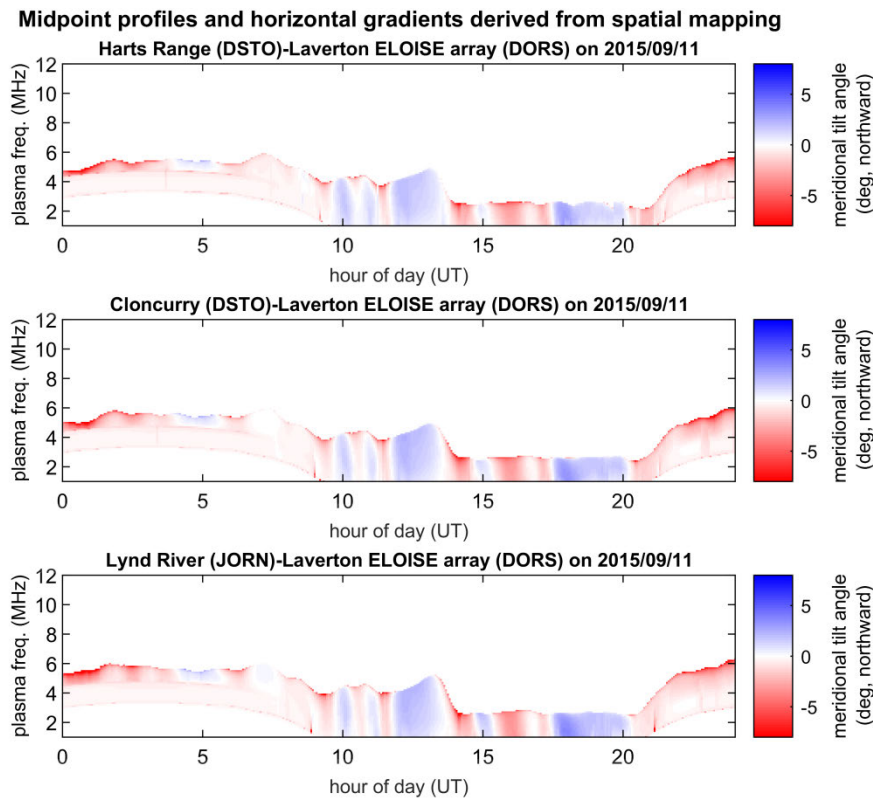 Midpoint profiles and horizontal gradients derived from spatial mapping
Harts Range (DSTO)-Laverton ELOISE array (DORS) on 2015/09/11
plasma freq. (MHz)
12
10
8
6
4
2
0 5 10 15 20
hour of day (UT)
5
0
-5
meridional tilt angle
(deg, northward)
Cloncurry (DSTO)-Laverton ELOISE array (DORS) on 2015/09/11
plasma freq. (MHz)
12
10
8
6
4
2
0 5 10 15 20
hour of day (UT)
5
0
-5
meridional tilt angle
(deg, northward)
Lynd River (JORN)-Laverton ELOISE array (DORS) on 2015/09/11
plasma freq. (MHz)
12
10
8
6
4
2
0 5 10 15 20
hour of day (UT)
5
0
-5
meridional tilt angle
(deg, northward)